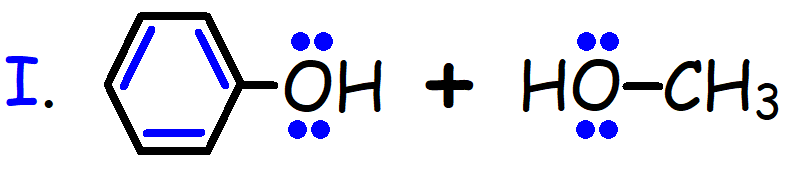 I. OH + HO–CH₃